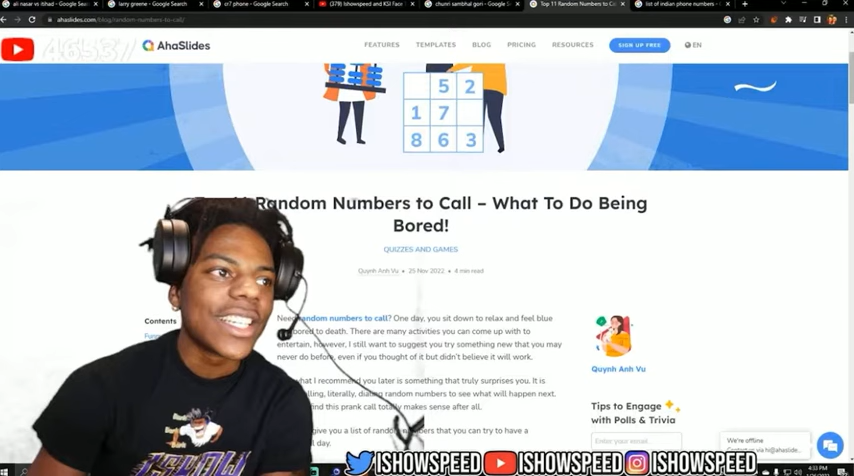 ali nasar vs ishad - Google Sear
larry greene - Google Search
cr7 phone - Google Search
(379) Ishowspeed and KSI Face
chunri sambhal gori - Google S
Top 11 Random Numbers to Ca
list of indian phone numbers -
ahaslides.com/blog/random-numbers-to-call/
AhaSlides
FEATURES
TEMPLATES
BLOG
PRICING
RESOURCES
SIGN UP FREE
EN
5 2
1 7
8 6 3
Random Numbers to Call – What To Do Being
Bored!
QUIZZES AND GAMES
Quynh Anh Vu • 25 Nov 2022 • 4 min read
Contents
Need random numbers to call? One day, you sit down to relax and feel blue
bored to death. There are many activities you can come up with to
entertain, however, I still want to suggest you try something new that you may
never do before, even if you thought of it but didn't believe it will work.
what I recommend you later is something that truly surprises you. It is
calling, literally, dialing random numbers to see what will happen next.
find this prank call totally makes sense after all.
give you a list of random numbers that you can try to have a
day.
Quynh Anh Vu
Tips to Engage
with Polls & Trivia
Enter your email
We're offline
hi@ahaslide...
4:33 PM
ISHOWSPEED
ISHOWSPEED
ISHOWSPEED